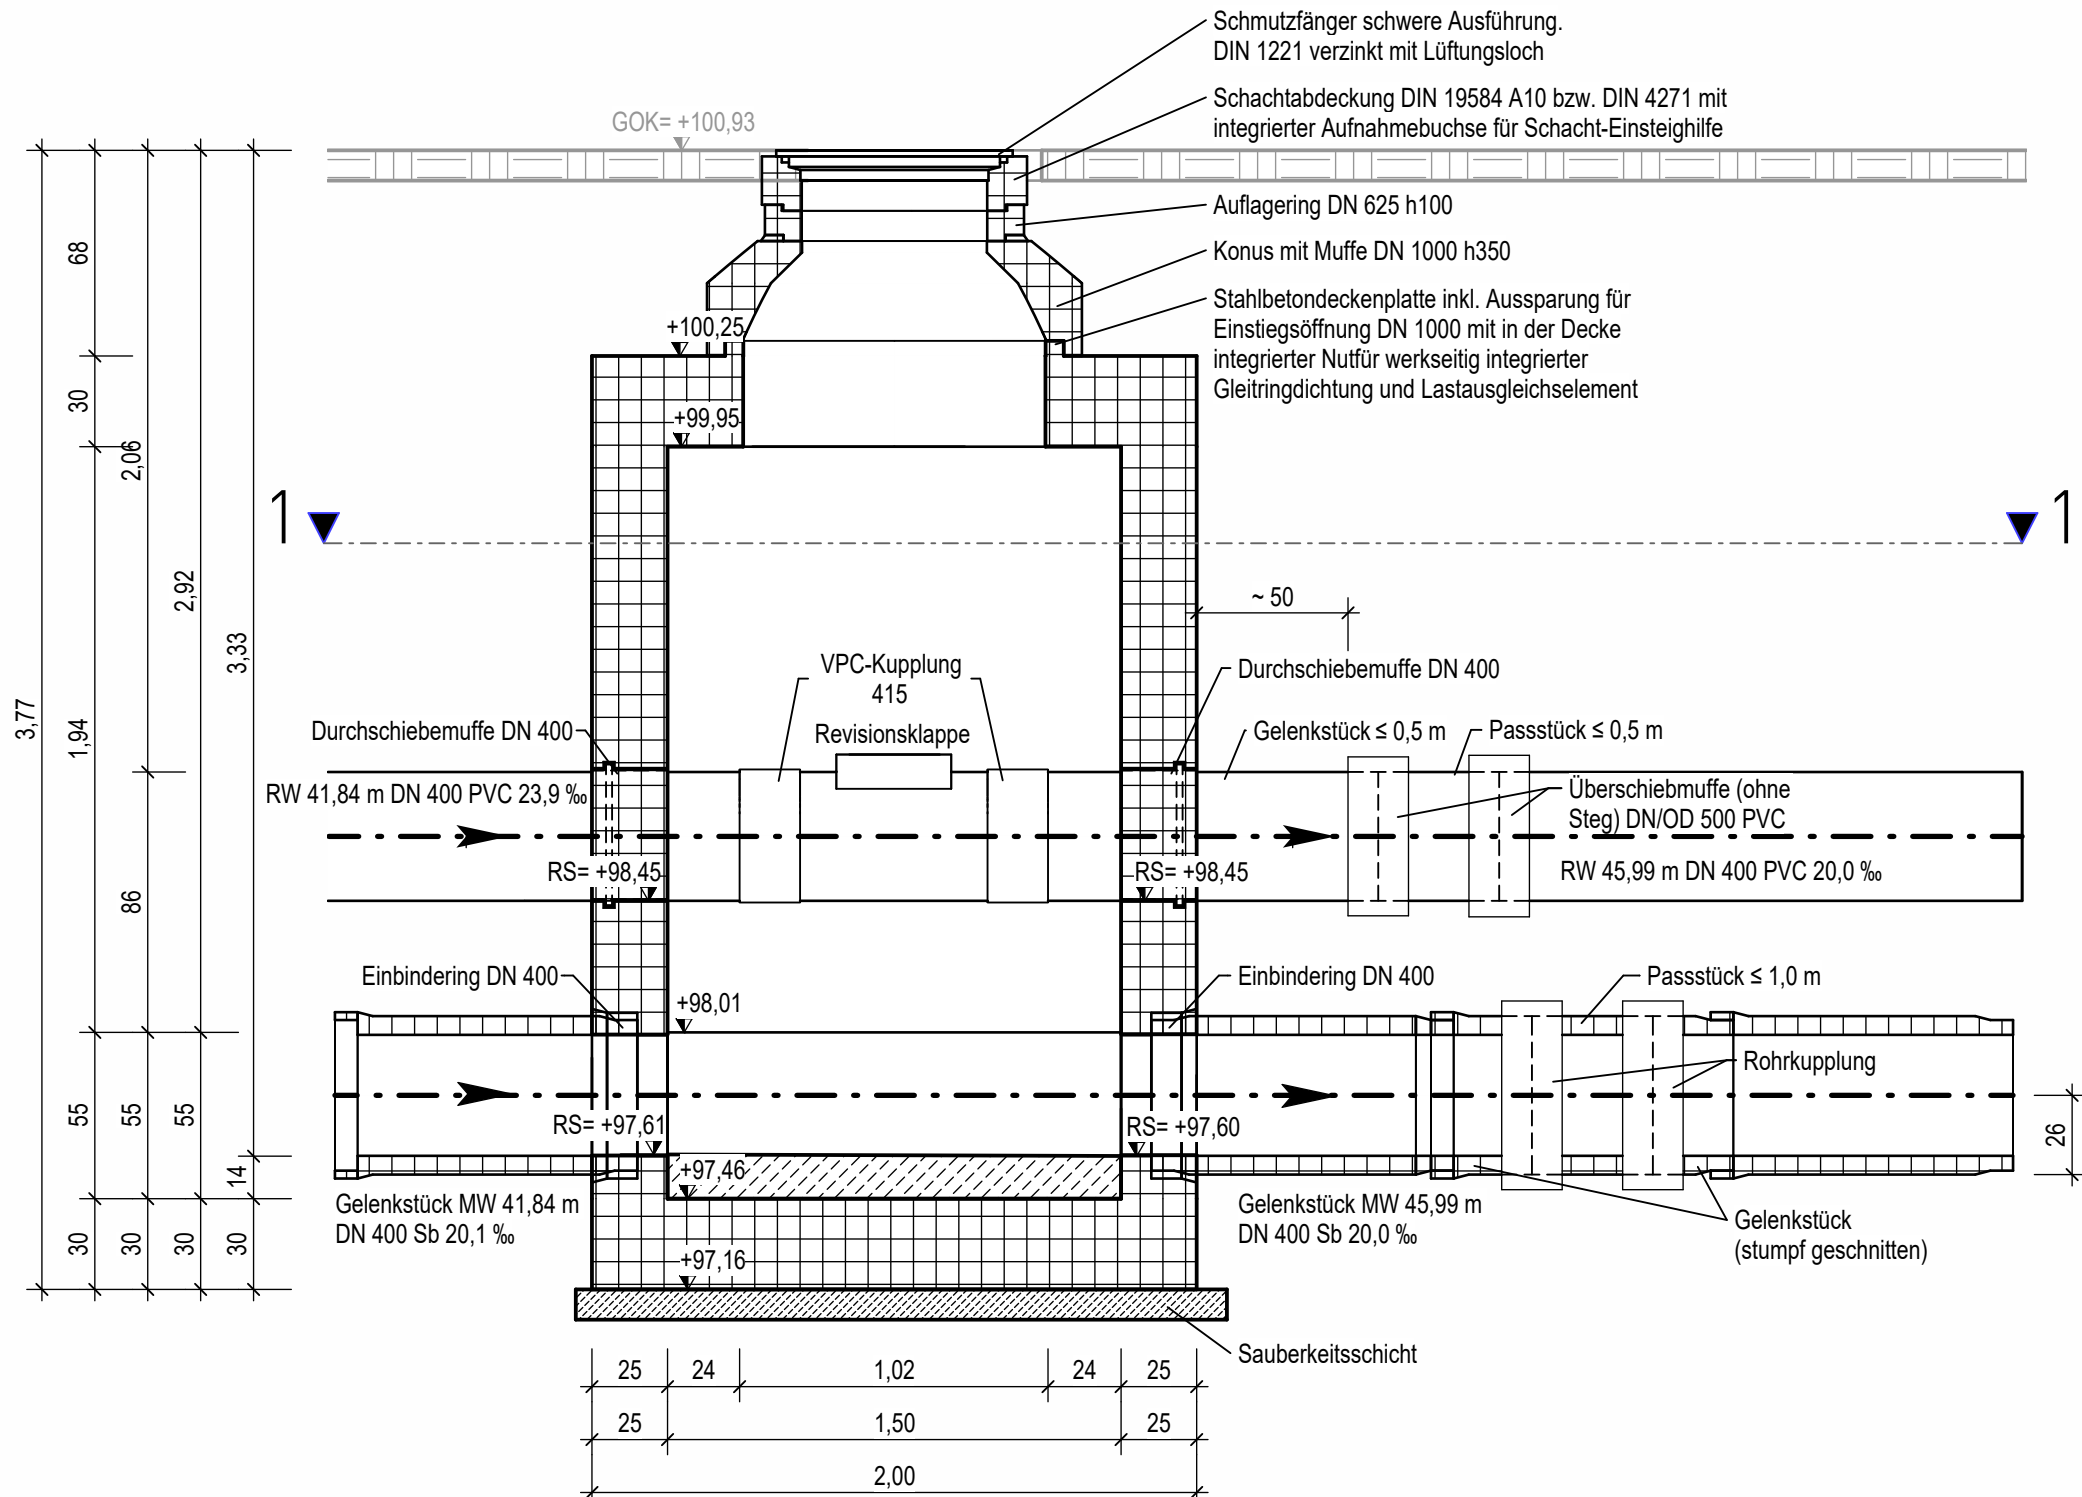 Schmutzfänger schwere Ausführung.
DIN 1221 verzinkt mit Lüftungsloch
Schachtabdeckung DIN 19584 A10 bzw. DIN 4271 mit
integrierter Aufnahmebuchse für Schacht-Einsteighilfe
GOK= +100,93
Auflagering DN 625 h100
Konus mit Muffe DN 1000 h350
Stahlbetondeckenplatte inkl. Aussparung für
Einstiegsöffnung DN 1000 mit in der Decke
integrierter Nutfür werkseitig integrierter
Gleitringdichtung und Lastausgleichselement
+100,25
+99,95
68
30
2,06
1
1
2,92
3,33
3,77
1,94
~ 50
VPC-Kupplung
415
Revisionsklappe
Durchschiebemuffe DN 400
Durchschiebemuffe DN 400
Gelenkstück ≤ 0,5 m
Passstück ≤ 0,5 m
RW 41,84 m DN 400 PVC 23,9 ‰
Überschiebmuffe (ohne
Steg) DN/OD 500 PVC
RS= +98,45
RS= +98,45
RW 45,99 m DN 400 PVC 20,0 ‰
86
Einbindering DN 400
Einbindering DN 400
Passstück ≤ 1,0 m
+98,01
Rohrkupplung
RS= +97,61
RS= +97,60
55
55
55
14
26
+97,46
Gelenkstück MW 41,84 m
DN 400 Sb 20,1 ‰
Gelenkstück MW 45,99 m
DN 400 Sb 20,0 ‰
Gelenkstück
(stumpf geschnitten)
30
30
30
30
+97,16
Sauberkeitsschicht
25
24
1,02
24
25
25
1,50
25
2,00